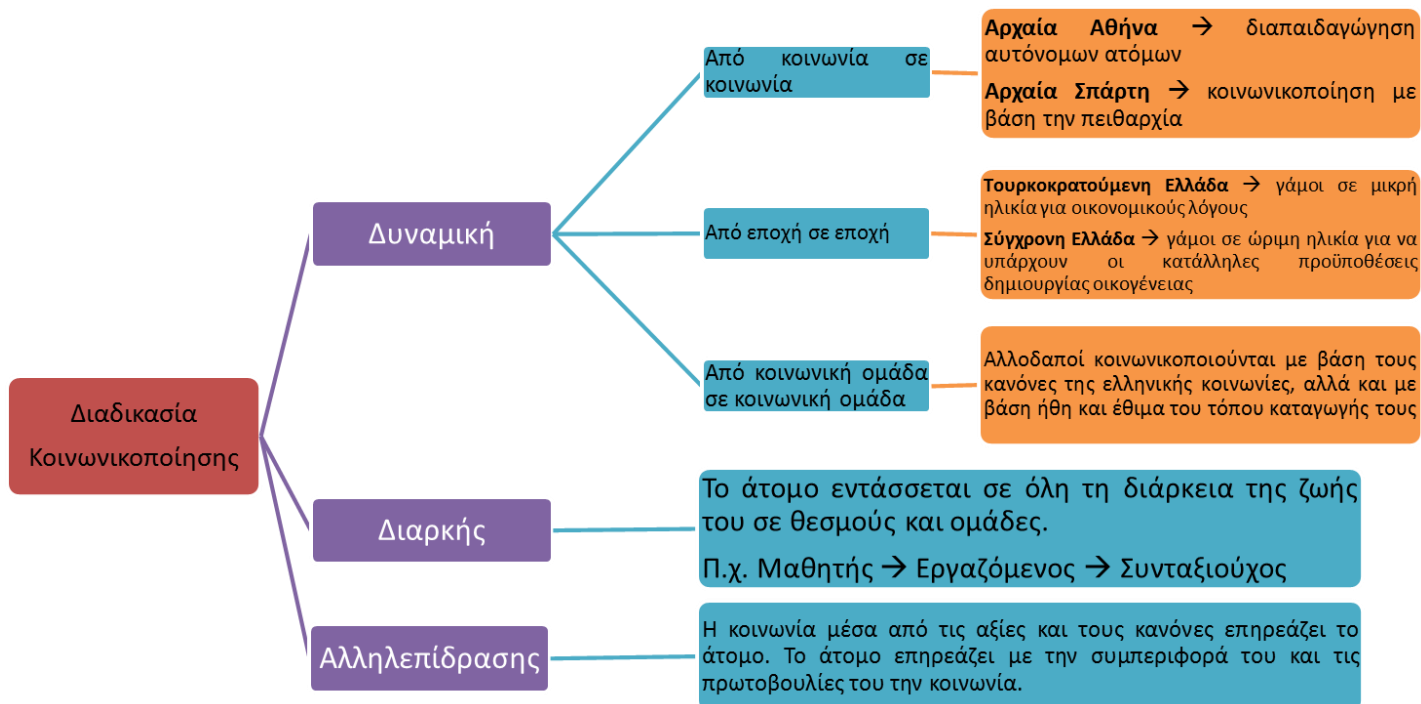 Διαδικασία
Κοινωνικοποίησης
Δυναμική
Από κοινωνία σε
κοινωνία
Αρχαία Αθήνα → διαπαιδαγώγηση
αυτόνομων ατόμων
Αρχαία Σπάρτη → κοινωνικοποίηση με
βάση την πειθαρχία
Από εποχή σε εποχή
Τουρκοκρατούμενη Ελλάδα → γάμοι σε μικρή
ηλικία για οικονομικούς λόγους
Σύγχρονη Ελλάδα → γάμοι σε ώριμη ηλικία για να
υπάρχουν οι κατάλληλες προϋποθέσεις
δημιουργίας οικογένειας
Από κοινωνική ομάδα
σε κοινωνική ομάδα
Αλλοδαποί κοινωνικοποιούνται με βάση τους
κανόνες της ελληνικής κοινωνίες, αλλά και με
βάση ήθη και έθιμα του τόπου καταγωγής τους
Διαρκής
Το άτομο εντάσσεται σε όλη τη διάρκεια της ζωής
του σε θεσμούς και ομάδες.
Π.χ. Μαθητής → Εργαζόμενος → Συνταξιούχος
Αλληλεπίδρασης
Η κοινωνία μέσα από τις αξίες και τους κανόνες επηρεάζει το
άτομο. Το άτομο επηρεάζει με την συμπεριφορά του και τις
πρωτοβουλίες του την κοινωνία.